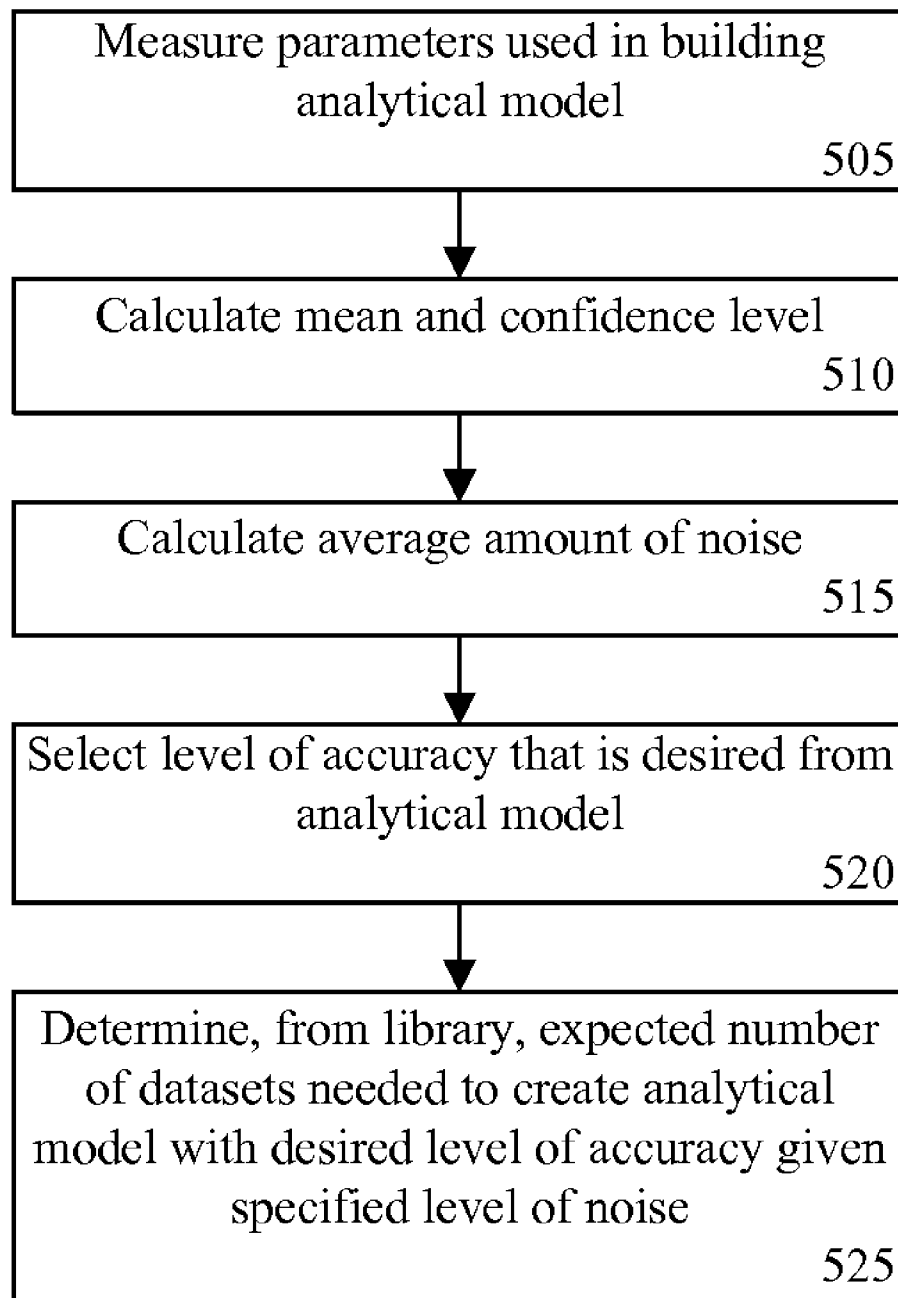 Measure parameters used in building
analytical model
505
Calculate mean and confidence level
510
Calculate average amount of noise
515
Select level of accuracy that is desired from
analytical model
520
Determine, from library, expected number
of datasets needed to create analytical
model with desired level of accuracy given
specified level of noise
525